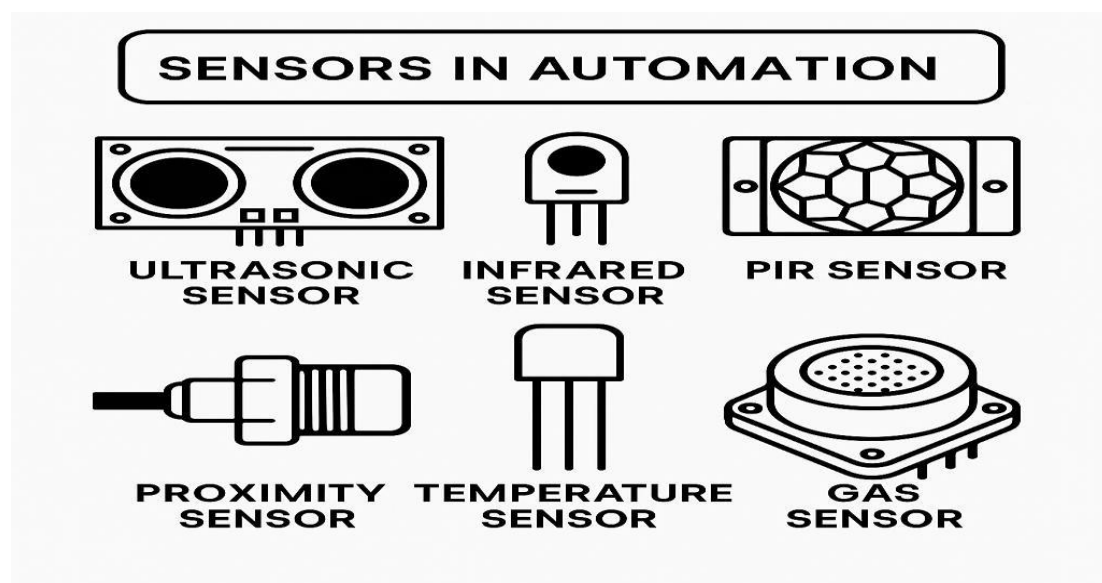 SENSORS IN AUTOMATION
ULTRASONIC
SENSOR
INFRARED
SENSOR
PIR SENSOR
PROXIMITY
SENSOR
TEMPERATURE
SENSOR
GAS
SENSOR